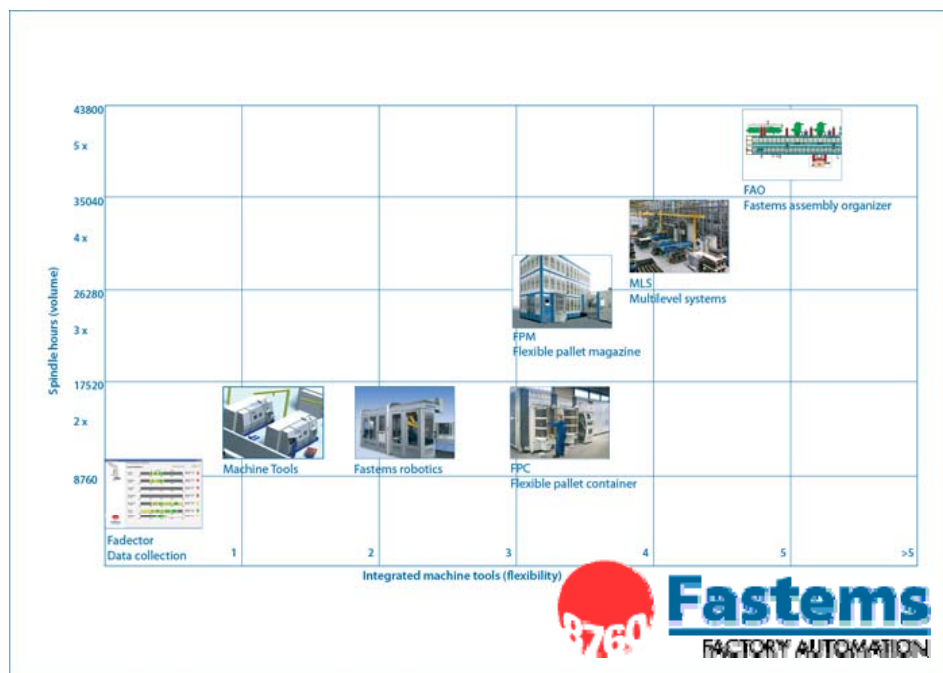 43800
5 x
35040
4 x
26280
3 x
17520
2 x
8760
Spindle hours (volume)
FAO
Fastems assembly organizer
MLS
Multilevel systems
FPM
Flexible pallet magazine
Machine Tools
Fastems robotics
FPC
Flexible pallet container
Fadector
Data collection
1
2
3
4
5
>5
Integrated machine tools (flexibility)
8760
Fastems
FACTORY AUTOMATION